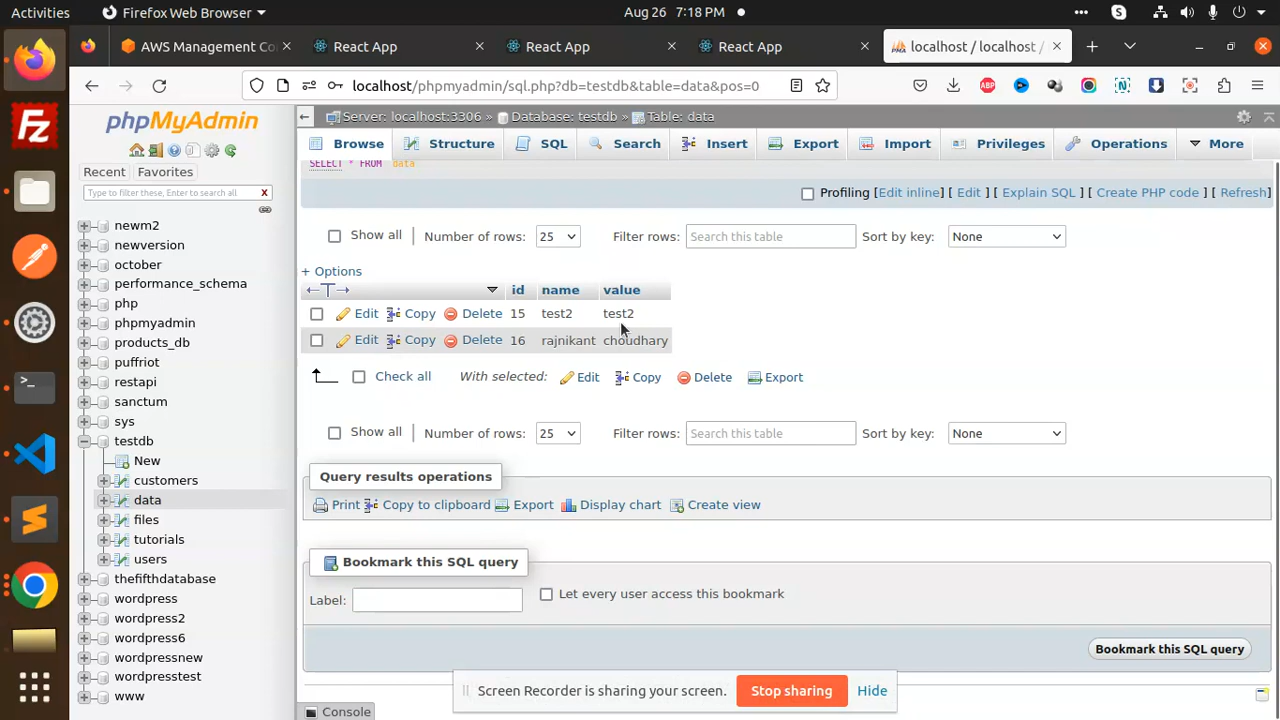 Activities Firefox Web Browser Aug 26 7:18 PM
AWS Management Co React App React App React App localhost / localhost /
localhost/phpmyadmin/sql.php?db=testdb&table=data&pos=0
phpMyAdmin
Recent Favorites
Type to filter these, Enter to search all X
newm2
newversion
october
performance_schema
php
phpmyadmin
products_db
puffriot
restapi
sanctum
sys
testdb
New
customers
data
files
tutorials
users
thefifthdatabase
wordpress
wordpress2
wordpress6
wordpressnew
wordpresstest
www
Server: localhost:3306 » Database: testdb » Table: data
Browse Structure SQL Search Insert Export Import Privileges Operations More
SELECT * FROM `data`
Profiling [Edit inline] [ Edit ] [ Explain SQL ] [ Create PHP code ] [ Refresh]
Show all Number of rows: 25 Filter rows: Search this table Sort by key: None
+ Options
id name value
Edit Copy Delete 15 test2 test2
Edit Copy Delete 16 rajnikant choudhary
Check all With selected: Edit Copy Delete Export
Show all Number of rows: 25 Filter rows: Search this table Sort by key: None
Query results operations
Print Copy to clipboard Export Display chart Create view
Bookmark this SQL query
Label: Let every user access this bookmark
Bookmark this SQL query
Screen Recorder is sharing your screen. Stop sharing Hide
Console